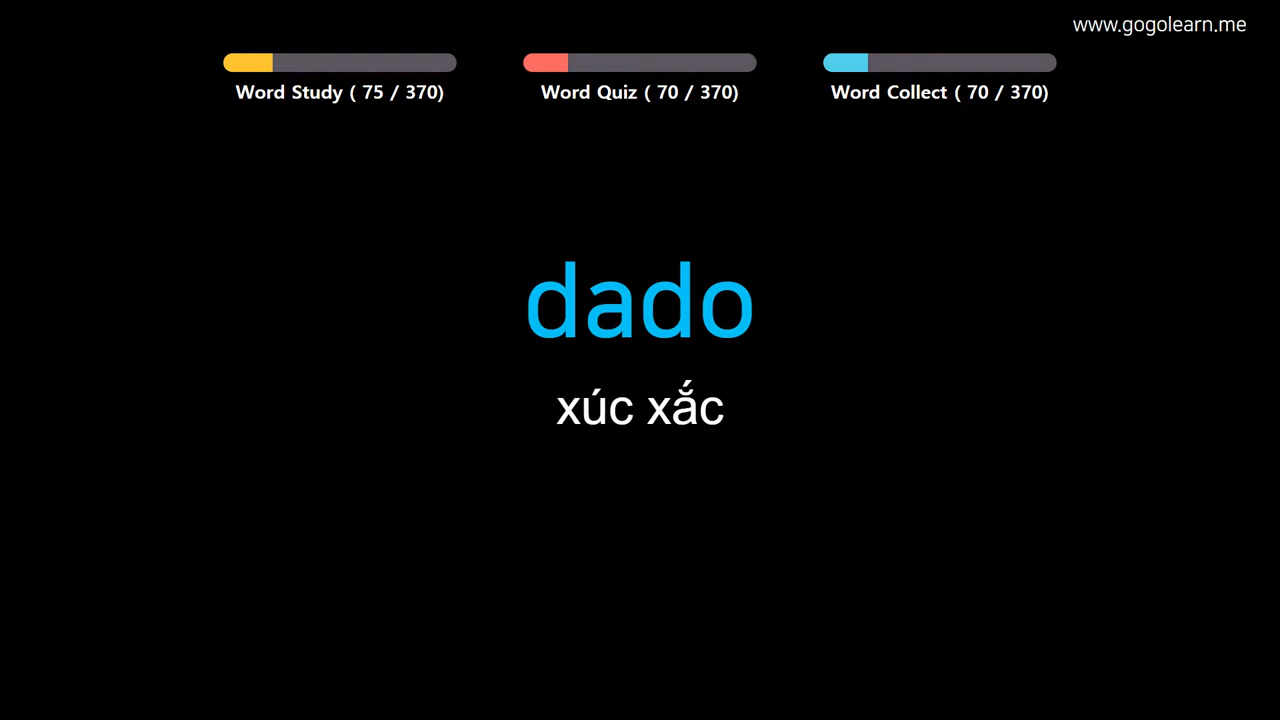 www.gogolearn.me
Word Study ( 75 / 370)
Word Quiz ( 70 / 370)
Word Collect ( 70 / 370)
dado
xúc xắc